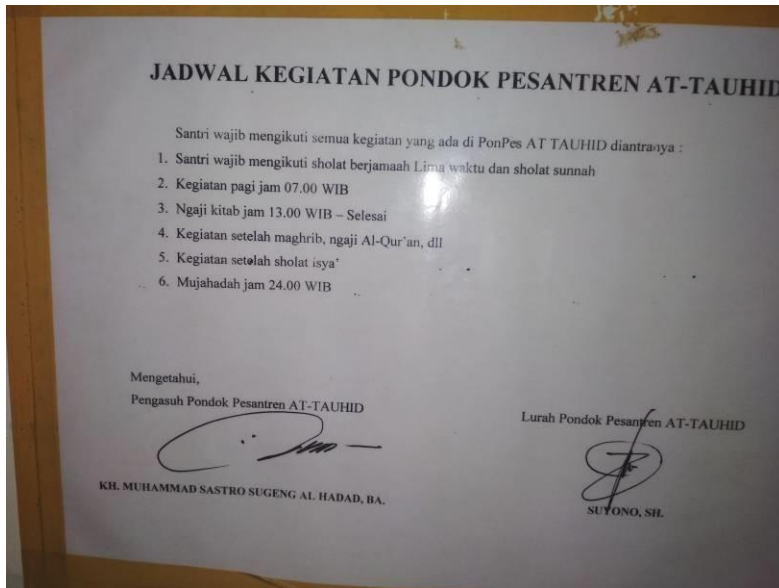 JADWAL KEGIATAN PONDOK PESANTREN AT-TAUHID
Santri wajib mengikuti semua kegiatan yang ada di PonPes AT TAUHID diantranya :
1. Santri wajib mengikuti sholat berjamaah Lima waktu dan sholat sunnah
2. Kegiatan pagi jam 07.00 WIB
3. Ngaji kitab jam 13.00 WIB – Selesai
4. Kegiatan setelah maghrib, ngaji Al-Qur'an, dll
5. Kegiatan setelah sholat isya'
6. Mujahadah jam 24.00 WIB
Mengetahui,
Pengasuh Pondok Pesantren AT-TAUHID
KH. MUHAMMAD SASTRO SUGENG AL HADAD, BA.
Lurah Pondok Pesantren AT-TAUHID
SUYONO, SH.